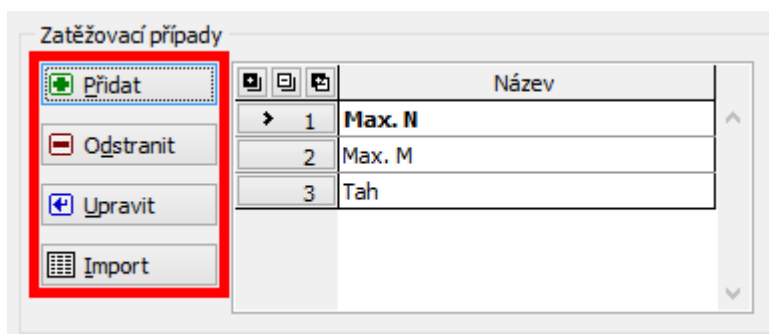 Zatěžovací případy
Přidat
Odstranit
Upravit
Import
Název
1 Max. N
2 Max. M
3 Tah